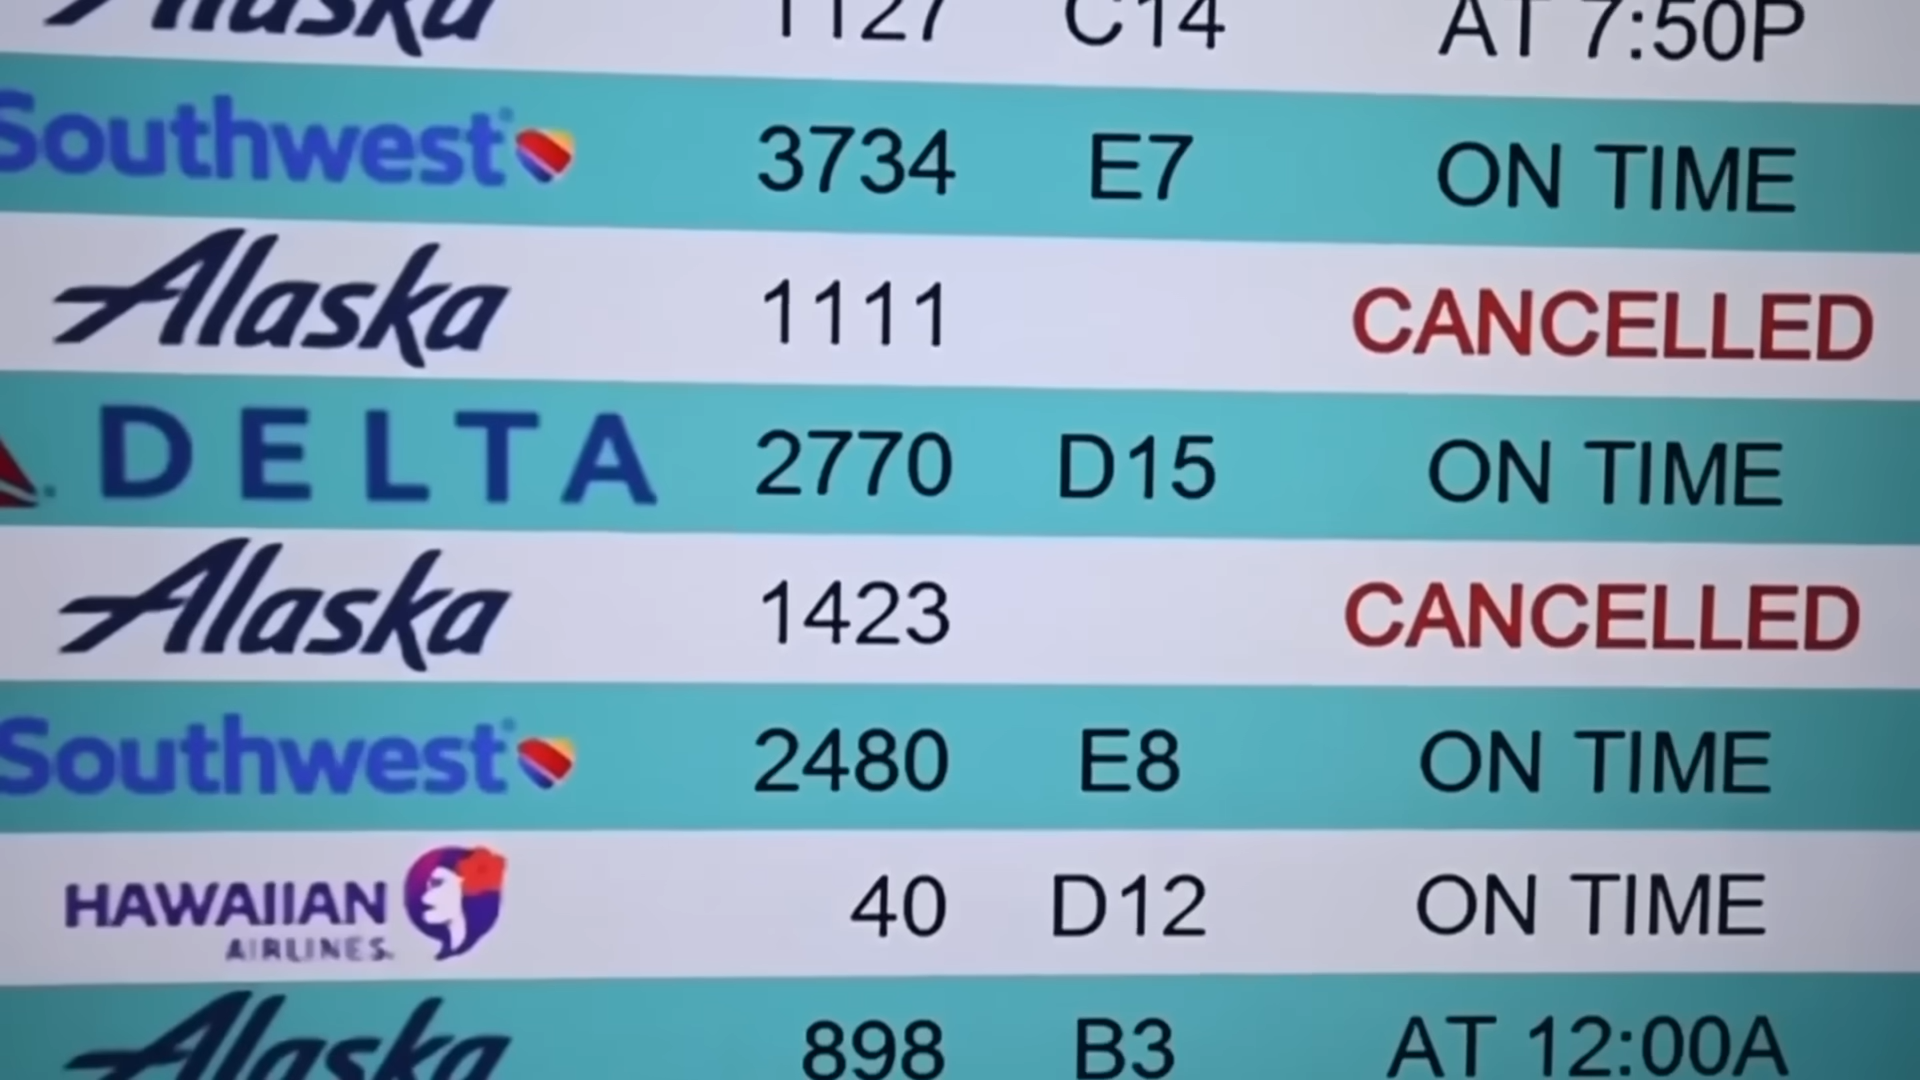 Alaska 1127 C14 AT 7:50P
Southwest® 3734 E7 ON TIME
Alaska 1111 CANCELLED
DELTA 2770 D15 ON TIME
Alaska 1423 CANCELLED
Southwest® 2480 E8 ON TIME
HAWAIIAN AIRLINES. 40 D12 ON TIME
Alaska 898 B3 AT 12:00A